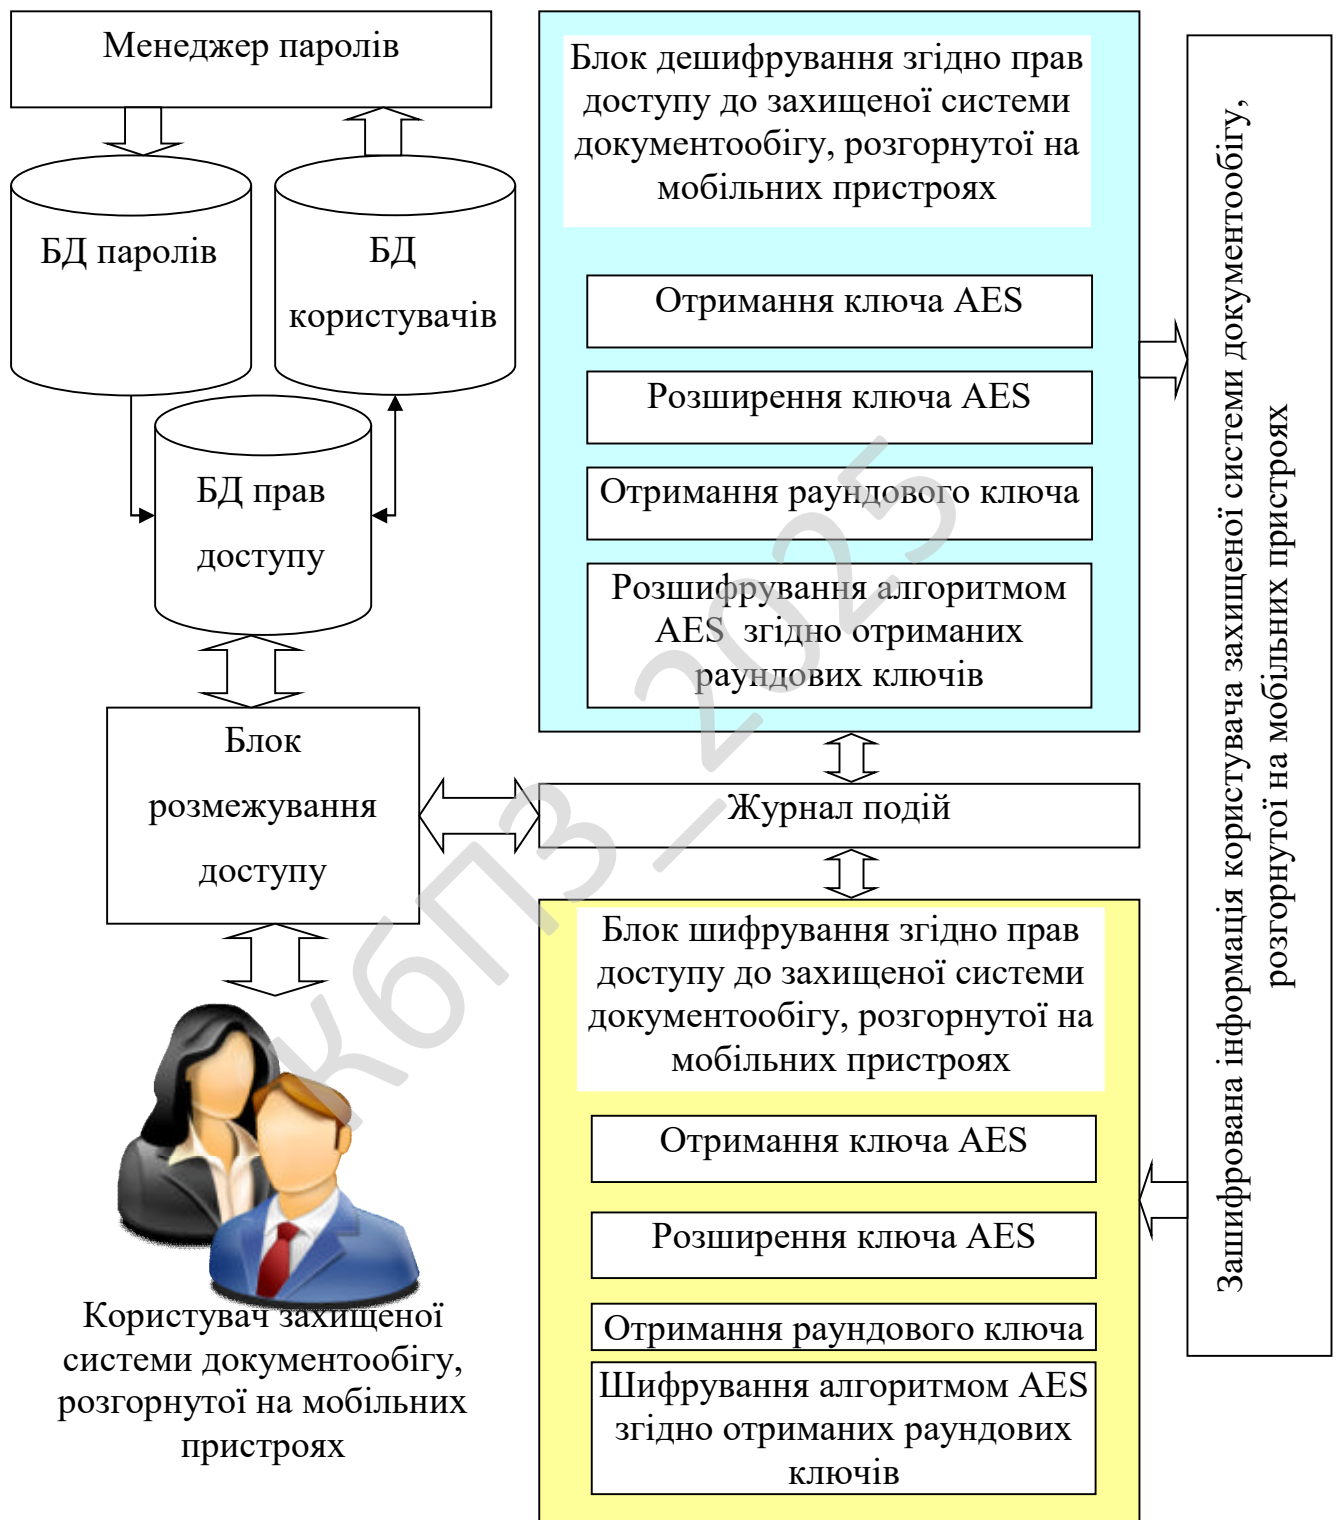 Менеджер паролів
БД паролів
БД
користувачів
БД прав
доступу
Блок
розмежування
доступу
Користувач захищеної
системи документообігу,
розгорнутої на мобільних
пристроях
Блок дешифрування згідно прав
доступу до захищеної системи
документообігу, розгорнутої на
мобільних пристроях
Отримання ключа AES
Розширення ключа AES
Отримання раундового ключа
Розшифрування алгоритмом
AES згідно отриманих
раундових ключів
Журнал подій
Блок шифрування згідно прав
доступу до захищеної системи
документообігу, розгорнутої на
мобільних пристроях
Отримання ключа AES
Розширення ключа AES
Отримання раундового ключа
Шифрування алгоритмом AES
згідно отриманих раундових
ключів
Зашифрована інформація користувача захищеної системи документообігу,
розгорнутої на мобільних пристроях
КбПЗ_2025